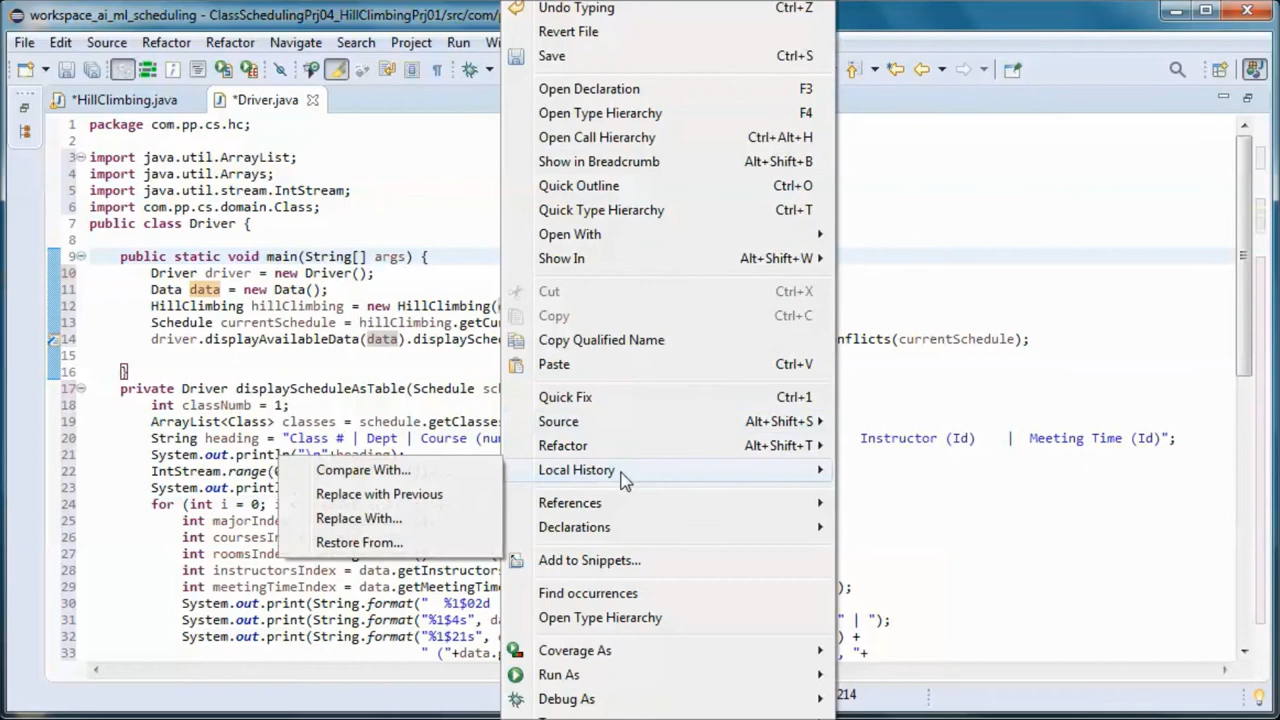 workspace_ai_ml_scheduling - ClassSchedulingPrj04_HillClimbingPrj01/src/com/
File Edit Source Refactor Refactor Navigate Search Project Run Wi
*HillClimbing.java
*Driver.java
1 package com.pp.cs.hc;
2
3 import java.util.ArrayList;
4 import java.util.Arrays;
5 import java.util.stream.IntStream;
6 import com.pp.cs.domain.Class;
7 public class Driver {
8
9 public static void main(String[] args) {
10 Driver driver = new Driver();
11 Data data = new Data();
12 HillClimbing hillClimbing = new HillClimbing(
13 Schedule currentSchedule = hillClimbing.getCu
14 driver.displayAvailableData(data).displaySche nflicts(currentSchedule);
15
16 }
17 private Driver displayScheduleAsTable(Schedule sc
18 int classNumb = 1;
19 ArrayList<Class> classes = schedule.getClasse
20 String heading = "Class # | Dept | Course (nu Instructor (Id) | Meeting Time (Id)";
21 System.out.println("\n"+heading);
22 IntStream.range(
23 System.out.print
24 for (int i = 0;
25 int majorInd
26 int coursesI
27 int roomsInd
28 int instructorsIndex = data.getInstructors
29 int meetingTimeIndex = data.getMeetingTime );
30 System.out.print(String.format("  %1$02d
31 System.out.print(String.format("%1$4s", d " | ");
32 System.out.print(String.format("%1$21s", ) +
33 " ("+data.g , "+
Undo Typing Ctrl+Z
Revert File
Save Ctrl+S
Open Declaration F3
Open Type Hierarchy F4
Open Call Hierarchy Ctrl+Alt+H
Show in Breadcrumb Alt+Shift+B
Quick Outline Ctrl+O
Quick Type Hierarchy Ctrl+T
Open With
Show In Alt+Shift+W
Cut Ctrl+X
Copy Ctrl+C
Copy Qualified Name
Paste Ctrl+V
Quick Fix Ctrl+1
Source Alt+Shift+S
Refactor Alt+Shift+T
Local History
References
Declarations
Add to Snippets...
Find occurrences
Open Type Hierarchy
Coverage As
Run As
Debug As
Compare With...
Replace with Previous
Replace With...
Restore From...
214